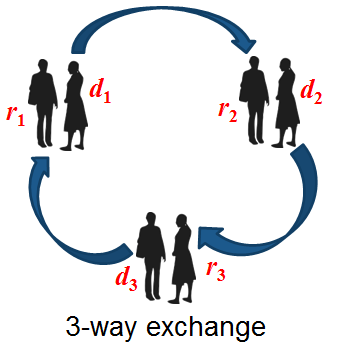 r1 d1
r2 d2
d3 r3
3-way exchange